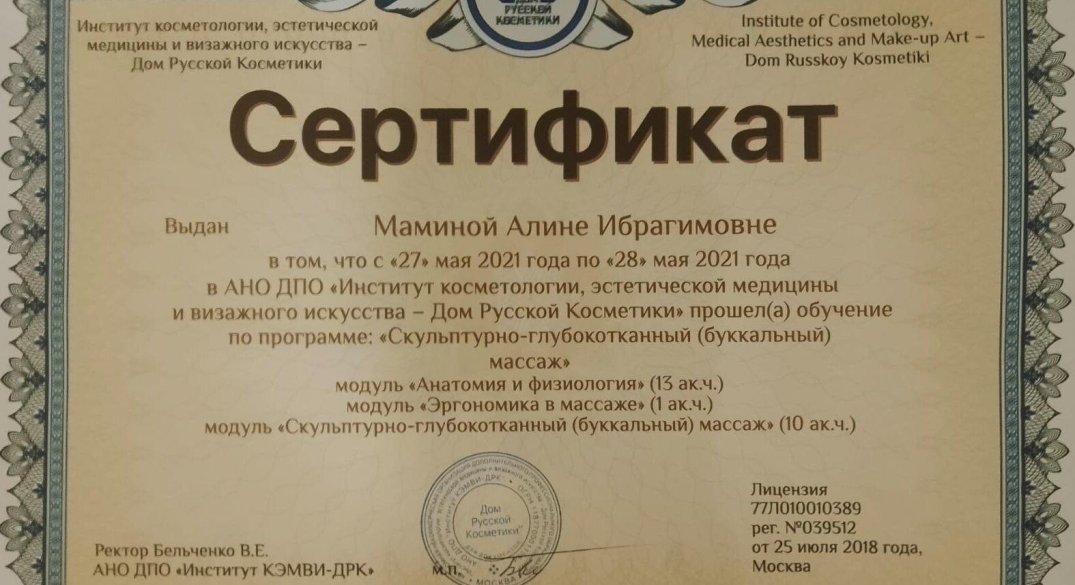 ДОМ
РУССКОЙ
КОСМЕТИКИ
Институт косметологии, эстетической
медицины и визажного искусства –
Дом Русской Косметики
Institute of Cosmetology,
Medical Aesthetics and Make-up Art –
Dom Russkoy Kosmetiki
Сертификат
Выдан Маминой Алине Ибрагимовне
в том, что с «27» мая 2021 года по «28» мая 2021 года
в АНО ДПО «Институт косметологии, эстетической медицины
и визажного искусства – Дом Русской Косметики» прошел(а) обучение
по программе: «Скульптурно-глубокотканный (буккальный)
массаж»
модуль «Анатомия и физиология» (13 ак.ч.)
модуль «Эргономика в массаже» (1 ак.ч.)
модуль «Скульптурно-глубокотканный (буккальный) массаж» (10 ак.ч.)
Дом
Русской
Косметики
МОСКВА
Ректор Бельченко В.Е.
АНО ДПО «Институт КЭМВИ-ДРК»
м.п.
Лицензия
77Л010010389
рег. №039512
от 25 июля 2018 года,
Москва